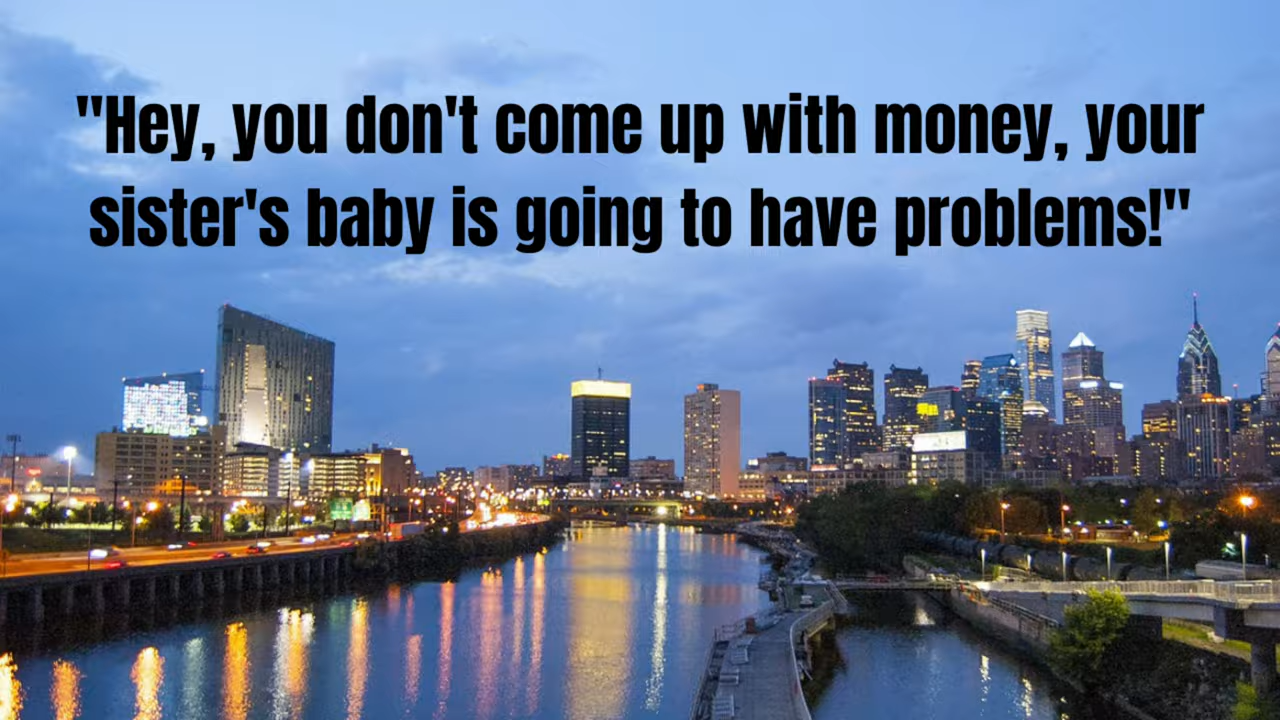 "Hey, you don't come up with money, your
sister's baby is going to have problems!"